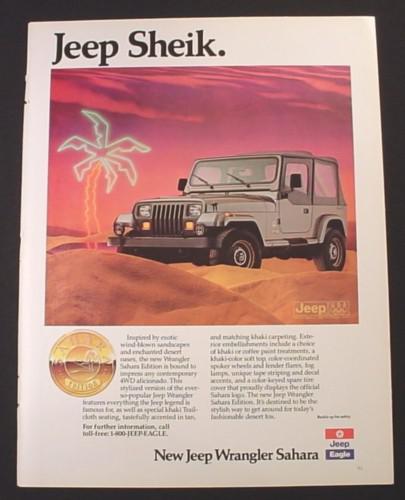 Jeep Sheik.
Jeep
SAHARA
EDITION
Inspired by exotic
wind-blown sandscapes
and enchanted desert
oases, the new Wrangler
Sahara Edition is bound to
impress any contemporary
4WD aficionado. This
stylized version of the ever-
so-popular Jeep Wrangler
features everything the Jeep legend is
famous for, as well as special khaki Trail-
cloth seating, tastefully accented in tan,
For further information, call
toll-free: 1-800-JEEP-EAGLE.
and matching khaki carpeting. Exte-
rior embellishments include a choice
of khaki or coffee paint treatments, a
khaki-color soft top, color-coordinated
spoker wheels and fender flares, fog
lamps, unique tape striping and decal
accents, and a color-keyed spare tire
cover that proudly displays the official
Sahara logo. The new Jeep Wrangler
Sahara Edition. It's destined to be the
stylish way to get around for today's
fashionable desert fox.
Buckle up for safety.
New Jeep Wrangler Sahara
Jeep
Eagle